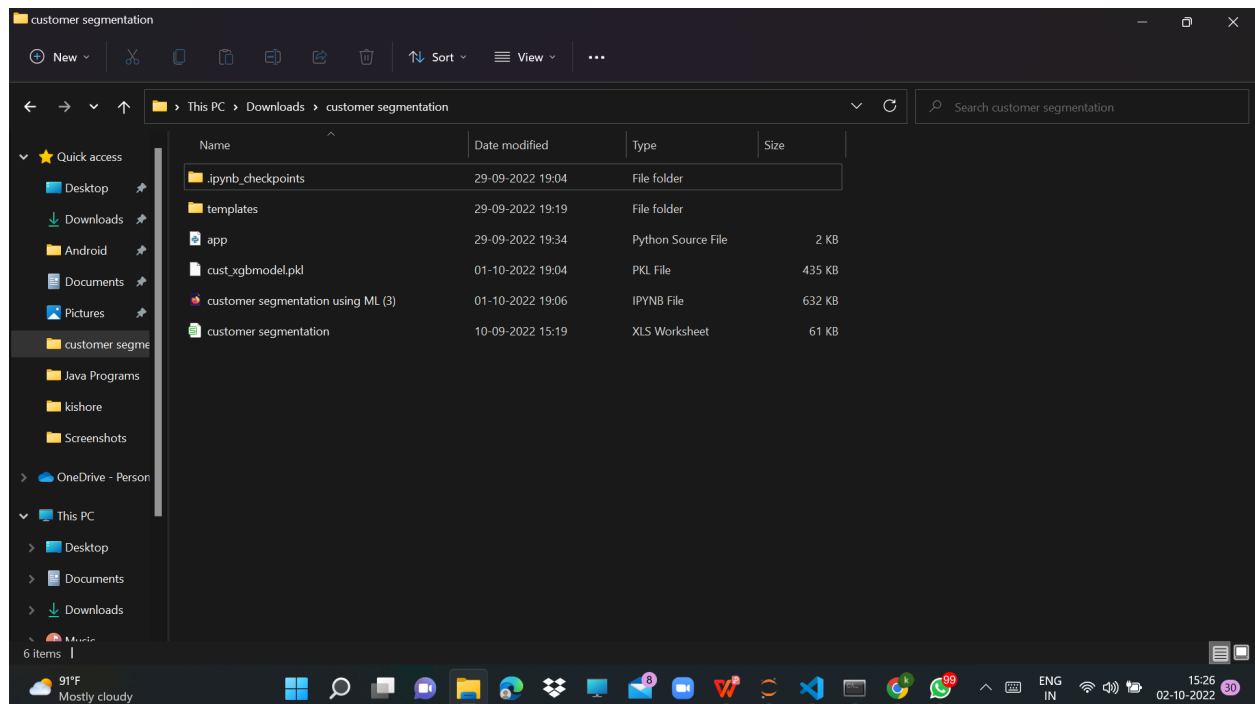 customer segmentation
New
Sort
View
This PC > Downloads > customer segmentation
Search customer segmentation
Name Date modified Type Size
.ipynb_checkpoints 29-09-2022 19:04 File folder
templates 29-09-2022 19:19 File folder
app 29-09-2022 19:34 Python Source File 2 KB
cust_xgbmodel.pkl 01-10-2022 19:04 PKL File 435 KB
customer segmentation using ML (3) 01-10-2022 19:06 IPYNB File 632 KB
customer segmentation 10-09-2022 15:19 XLS Worksheet 61 KB
Quick access
Desktop
Downloads
Android
Documents
Pictures
customer segme
Java Programs
kishore
Screenshots
OneDrive - Person
This PC
Desktop
Documents
Downloads
Music
6 items
91°F
Mostly cloudy
8
k
99
ENG
IN
15:26
02-10-2022
30